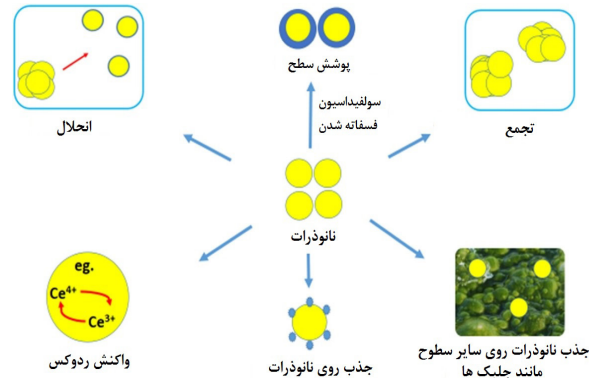 انحلال
پوشش سطح
تجمع
سولفیداسیون
فسفاته شدن
نانوذرات
eg.
Ce4+
Ce3+
واکنش ردوکس
جذب روی نانوذرات
جذب نانوذرات روی سایر سطوح
مانند جلبک ها